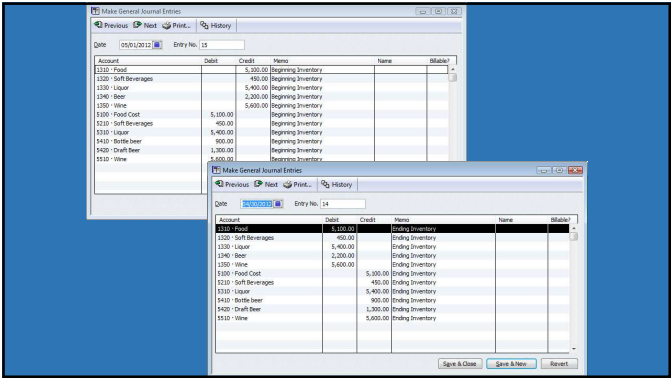 Make General Journal Entries
Previous Next Print... History
Date 05/01/2012 Entry No. 15
Account Debit Credit Memo Name Billable?
1310 · Food 5,100.00 Beginning Inventory
1320 · Soft Beverages 450.00 Beginning Inventory
1330 · Liquor 5,400.00 Beginning Inventory
1340 · Beer 2,200.00 Beginning Inventory
1350 · Wine 5,600.00 Beginning Inventory
5100 · Food Cost 5,100.00 Beginning Inventory
5210 · Soft Beverages 450.00 Beginning Inventory
5310 · Liquor 5,400.00 Beginning Inventory
5410 · Bottle beer 900.00 Beginning Inventory
5420 · Draft Beer 1,300.00 Beginning Inventory
5510 · Wine 5,600.00 Beginning Inventory
Make General Journal Entries
Previous Next Print... History
Date 04/30/2012 Entry No. 14
Account Debit Credit Memo Name Billable?
1310 · Food 5,100.00 Ending Inventory
1320 · Soft Beverages 450.00 Ending Inventory
1330 · Liquor 5,400.00 Ending Inventory
1340 · Beer 2,200.00 Ending Inventory
1350 · Wine 5,600.00 Ending Inventory
5100 · Food Cost 5,100.00 Ending Inventory
5210 · Soft Beverages 450.00 Ending Inventory
5310 · Liquor 5,400.00 Ending Inventory
5410 · Bottle beer 900.00 Ending Inventory
5420 · Draft Beer 1,300.00 Ending Inventory
5510 · Wine 5,600.00 Ending Inventory
Save & Close Save & New Revert